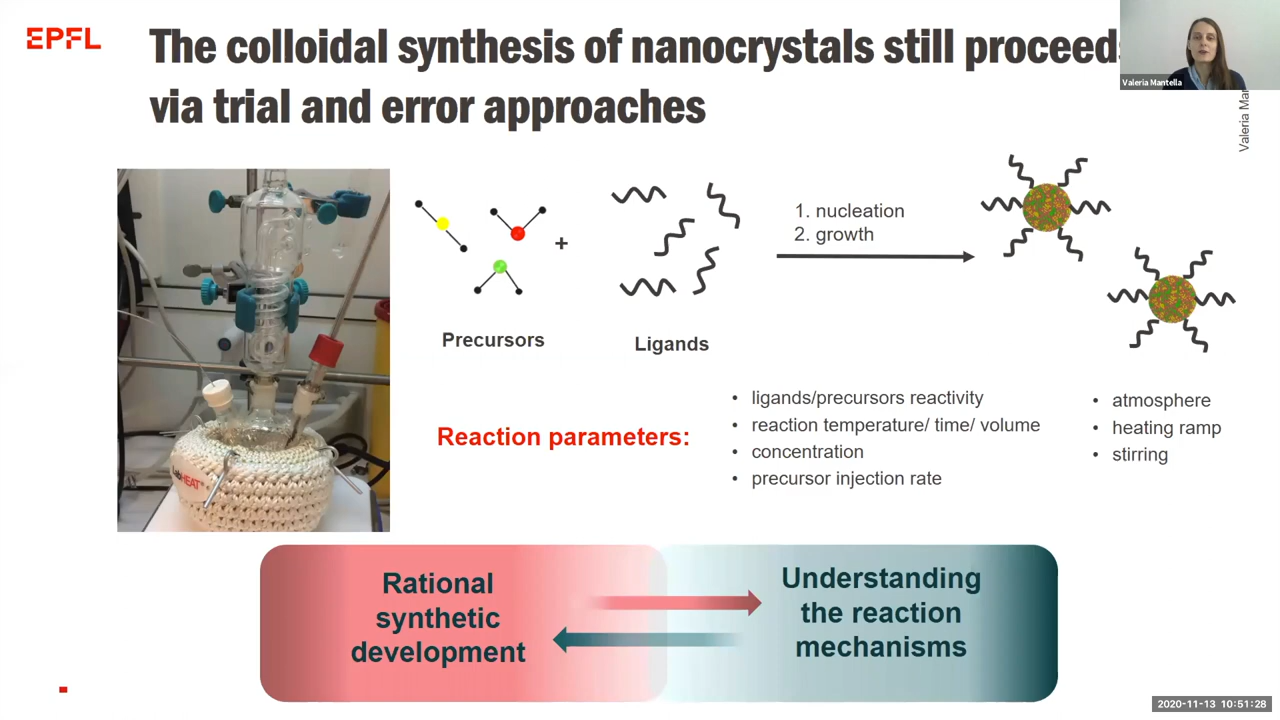 EPFL
The colloidal synthesis of nanocrystals still proceeds
via trial and error approaches
Valeria Mantella
Valeria Mar
1. nucleation
2. growth
+
Precursors
Ligands
Reaction parameters:
• ligands/precursors reactivity
• reaction temperature/ time/ volume
• concentration
• precursor injection rate
• atmosphere
• heating ramp
• stirring
LabHEAT®
Rational
synthetic
development
Understanding
the reaction
mechanisms
2020-11-13 10:51:28